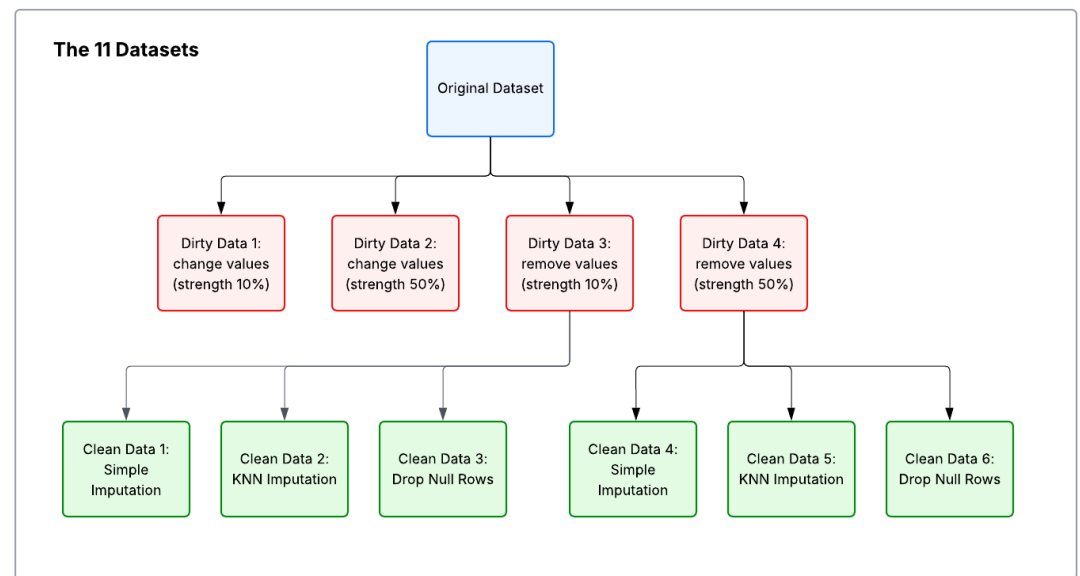 The 11 Datasets
Original Dataset
Dirty Data 1:
change values
(strength 10%)
Dirty Data 2:
change values
(strength 50%)
Dirty Data 3:
remove values
(strength 10%)
Dirty Data 4:
remove values
(strength 50%)
Clean Data 1:
Simple
Imputation
Clean Data 2:
KNN Imputation
Clean Data 3:
Drop Null Rows
Clean Data 4:
Simple
Imputation
Clean Data 5:
KNN Imputation
Clean Data 6:
Drop Null Rows